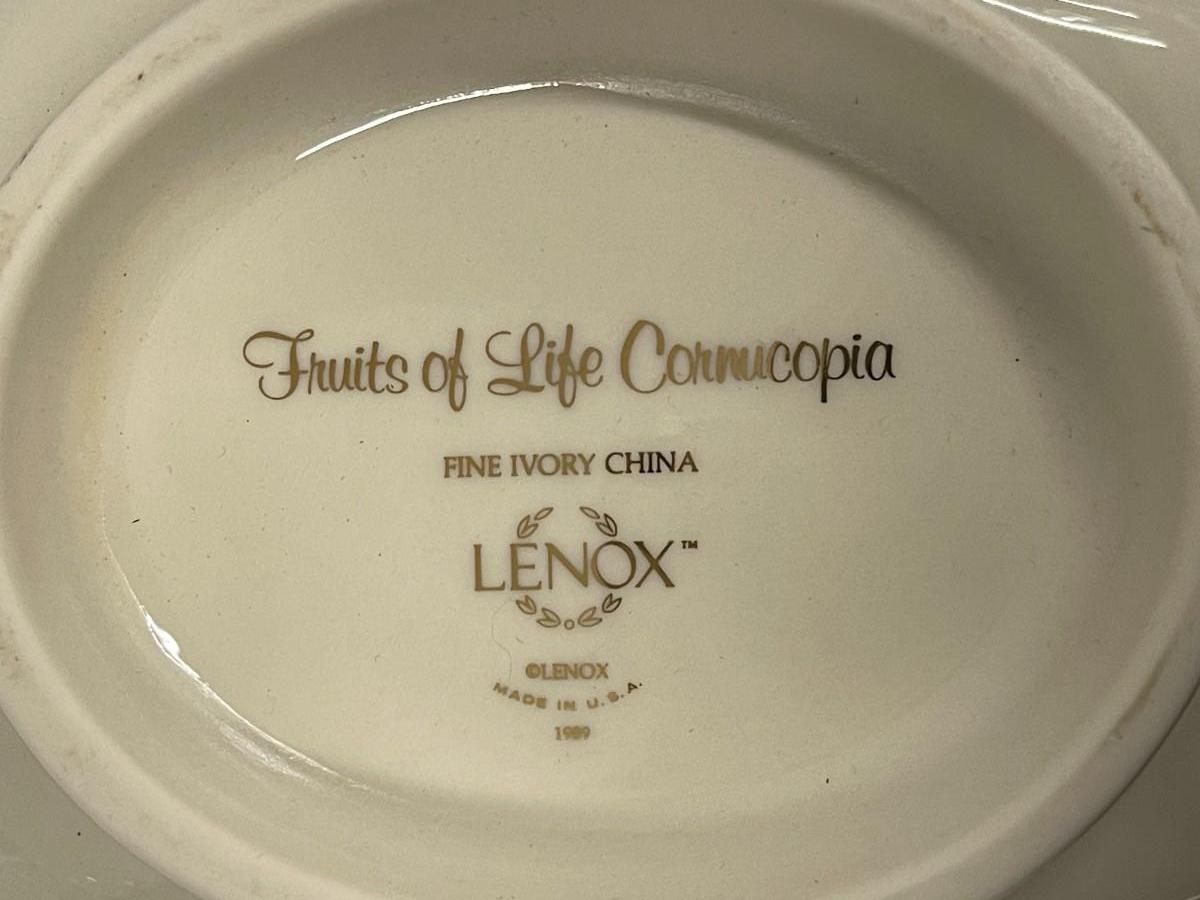 Fruits of Life Cornucopia
FINE IVORY CHINA
LENOX™
©LENOX
MADE IN U.S.A.
1989